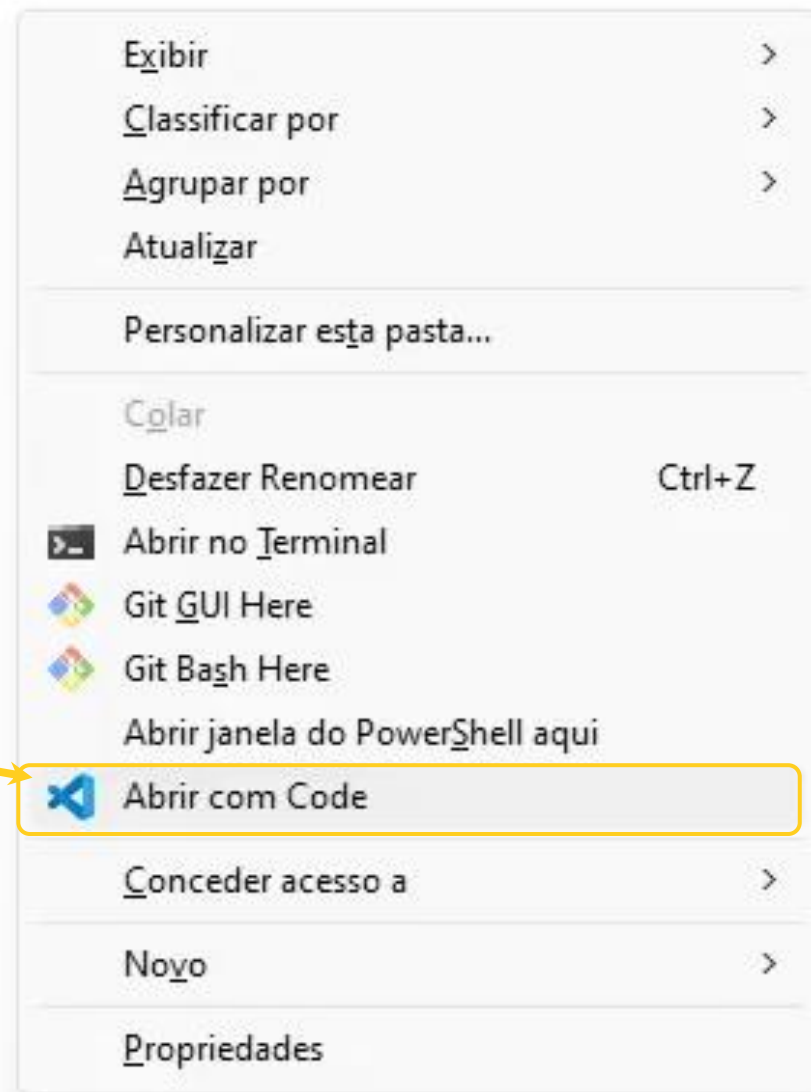 Exibir
Classificar por
Agrupar por
Atualizar
Personalizar esta pasta...
Colar
Desfazer Renomear Ctrl+Z
Abrir no Terminal
Git GUI Here
Git Bash Here
Abrir janela do PowerShell aqui
Abrir com Code
Conceder acesso a
Novo
Propriedades